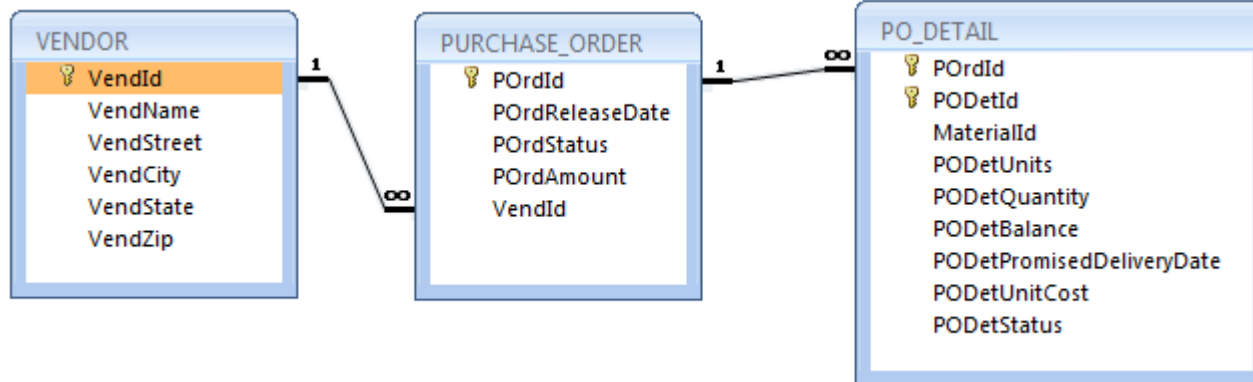 VENDOR
VendId
VendName
VendStreet
VendCity
VendState
VendZip
1
∞
PURCHASE_ORDER
POrdId
POrdReleaseDate
POrdStatus
POrdAmount
VendId
1
∞
PO_DETAIL
POrdId
PODetId
MaterialId
PODetUnits
PODetQuantity
PODetBalance
PODetPromisedDeliveryDate
PODetUnitCost
PODetStatus